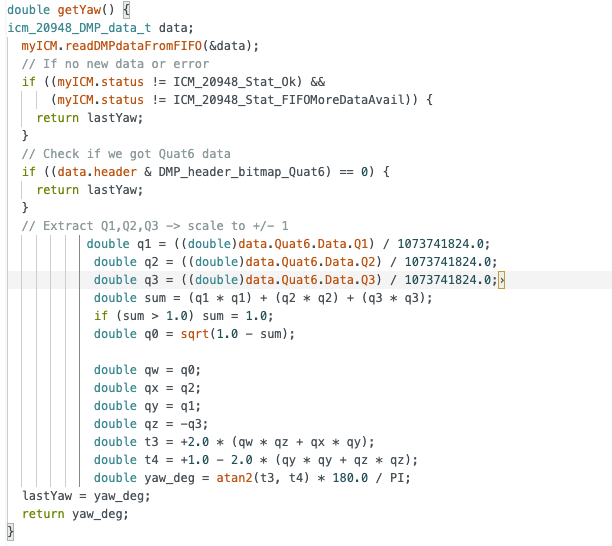 double getYaw() {
icm_20948_DMP_data_t data;
myICM.readDMPdataFromFIFO(&data);
// If no new data or error
if ((myICM.status != ICM_20948_Stat_Ok) &&
(myICM.status != ICM_20948_Stat_FIFOMoreDataAvail)) {
return lastYaw;
}
// Check if we got Quat6 data
if ((data.header & DMP_header_bitmap_Quat6) == 0) {
return lastYaw;
}
// Extract Q1,Q2,Q3 -> scale to +/- 1
double q1 = ((double)data.Quat6.Data.Q1) / 1073741824.0;
double q2 = ((double)data.Quat6.Data.Q2) / 1073741824.0;
double q3 = ((double)data.Quat6.Data.Q3) / 1073741824.0;
double sum = (q1 * q1) + (q2 * q2) + (q3 * q3);
if (sum > 1.0) sum = 1.0;
double q0 = sqrt(1.0 - sum);
double qw = q0;
double qx = q2;
double qy = q1;
double qz = -q3;
double t3 = +2.0 * (qw * qz + qx * qy);
double t4 = +1.0 - 2.0 * (qy * qy + qz * qz);
double yaw_deg = atan2(t3, t4) * 180.0 / PI;
lastYaw = yaw_deg;
return yaw_deg;
}